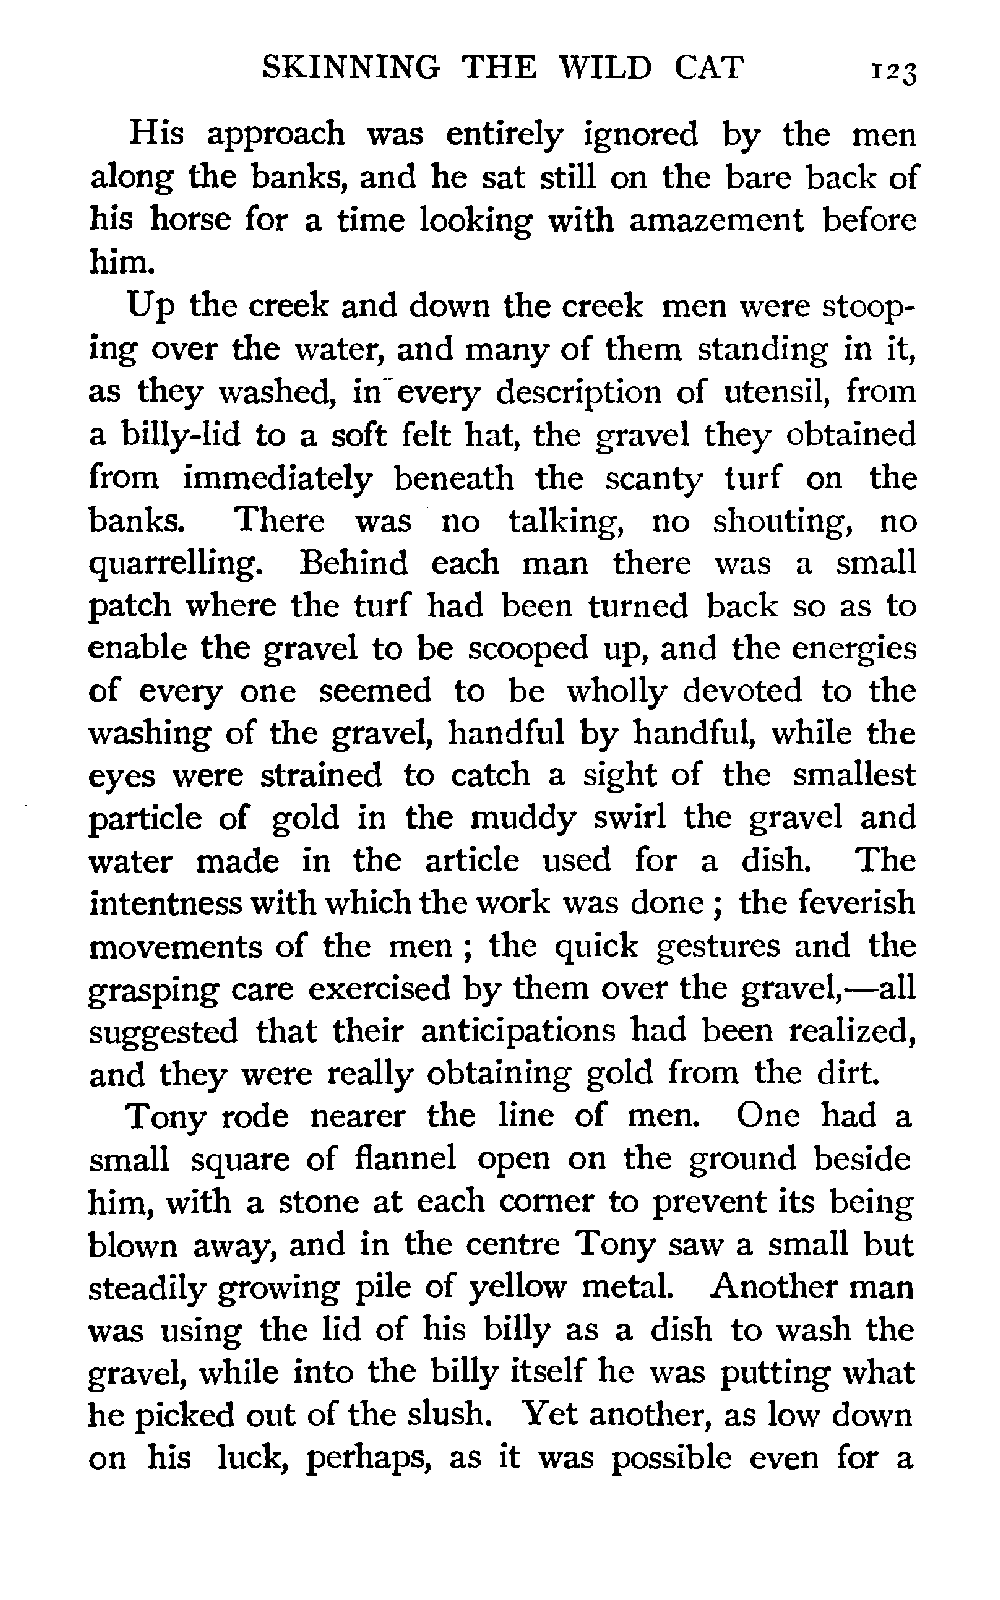 SKINNING THE WILD CAT 123
His approach was entirely ignored by the men
along the banks, and he sat still on the bare back of
his horse for a time looking with amazement before
him.
Up the creek and down the creek men were stoop-
ing over the water, and many of them standing in it,
as they washed, in every description of utensil, from
a billy-lid to a soft felt hat, the gravel they obtained
from immediately beneath the scanty turf on the
banks. There was no talking, no shouting, no
quarrelling. Behind each man there was a small
patch where the turf had been turned back so as to
enable the gravel to be scooped up, and the energies
of every one seemed to be wholly devoted to the
washing of the gravel, handful by handful, while the
eyes were strained to catch a sight of the smallest
particle of gold in the muddy swirl the gravel and
water made in the article used for a dish. The
intentness with which the work was done ; the feverish
movements of the men ; the quick gestures and the
grasping care exercised by them over the gravel,—all
suggested that their anticipations had been realized,
and they were really obtaining gold from the dirt.
Tony rode nearer the line of men. One had a
small square of flannel open on the ground beside
him, with a stone at each corner to prevent its being
blown away, and in the centre Tony saw a small but
steadily growing pile of yellow metal. Another man
was using the lid of his billy as a dish to wash the
gravel, while into the billy itself he was putting what
he picked out of the slush. Yet another, as low down
on his luck, perhaps, as it was possible even for a